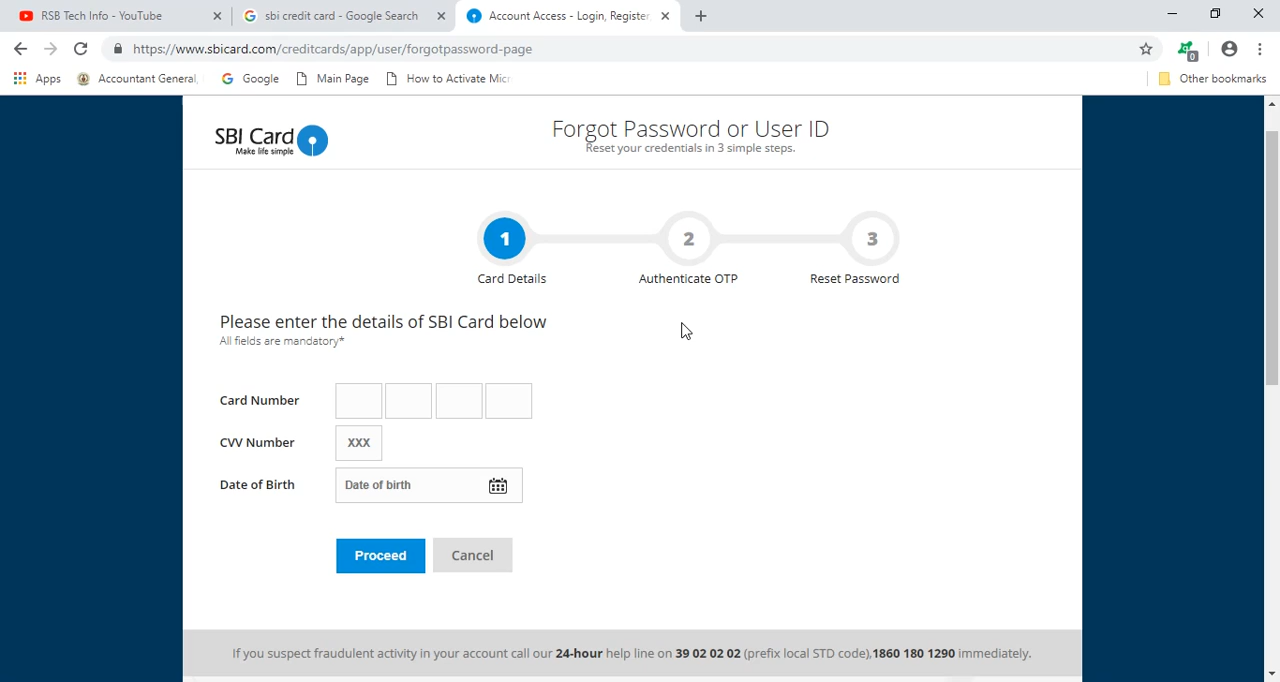 RSB Tech Info - YouTube
sbi credit card - Google Search
Account Access - Login, Register
https://www.sbicard.com/creditcards/app/user/forgotpassword-page
0
Apps
Accountant General,
Google
Main Page
How to Activate Micr
Other bookmarks
SBI Card
Make life simple
Forgot Password or User ID
Reset your credentials in 3 simple steps.
1
2
3
Card Details
Authenticate OTP
Reset Password
Please enter the details of SBI Card below
All fields are mandatory*
Card Number
CVV Number
XXX
Date of Birth
Date of birth
Proceed
Cancel
If you suspect fraudulent activity in your account call our 24-hour help line on 39 02 02 02 (prefix local STD code),1860 180 1290 immediately.